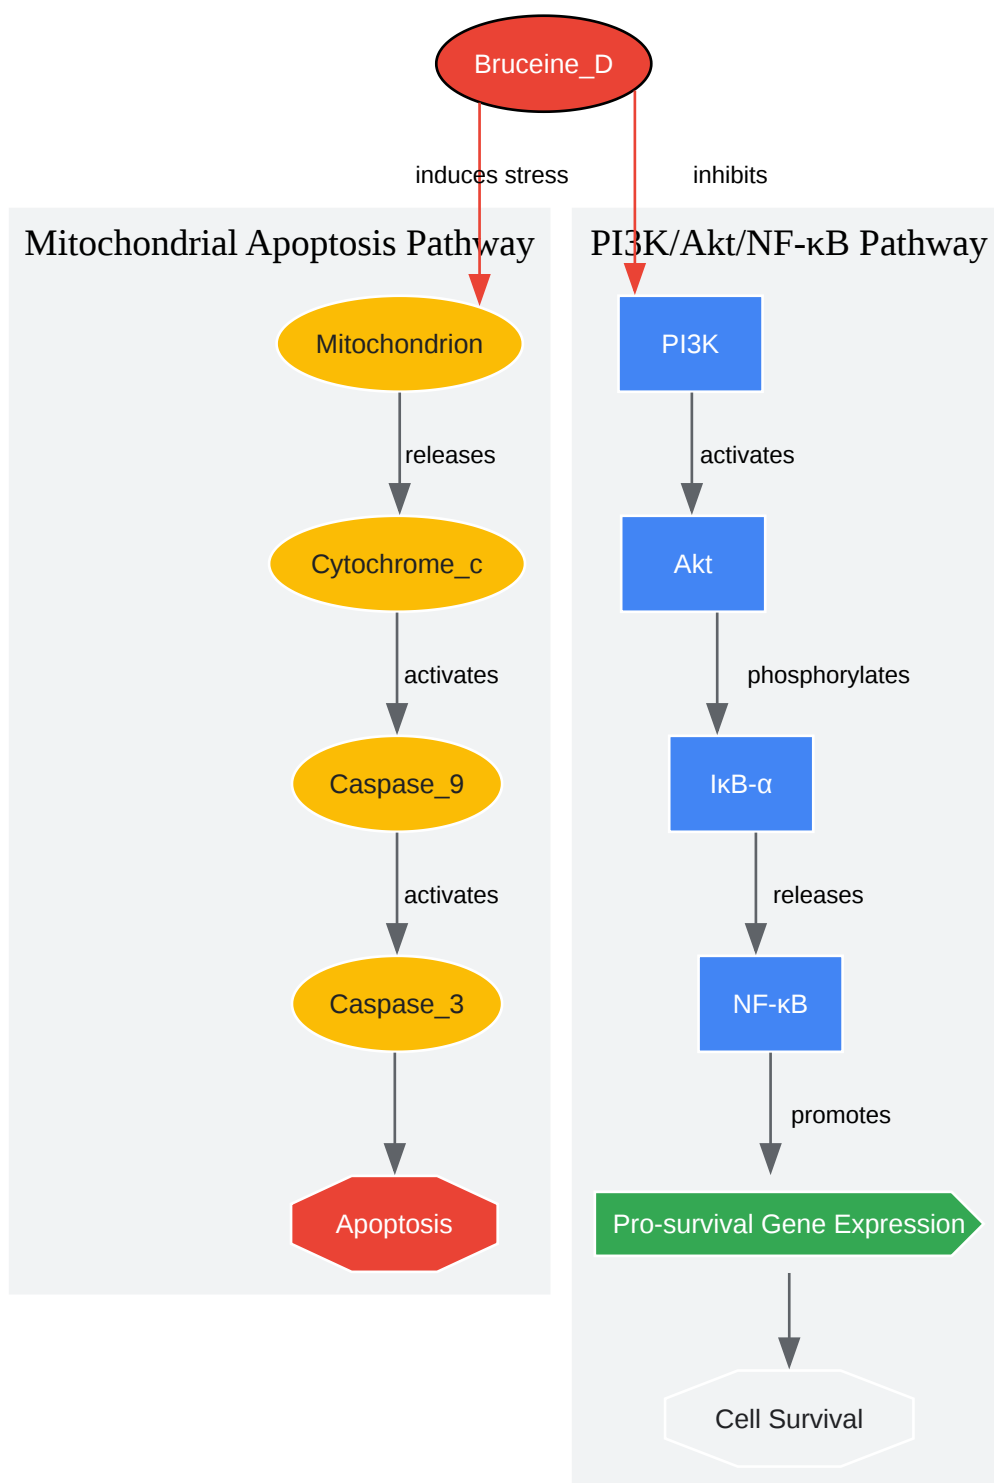 Bruceine_D
induces stress
inhibits
Mitochondrial Apoptosis Pathway
PI3K/Akt/NF-κB Pathway
Mitochondrion
PI3K
releases
activates
Cytochrome_c
Akt
activates
phosphorylates
Caspase_9
IκB-α
activates
releases
Caspase_3
NF-κB
promotes
Apoptosis
Pro-survival Gene Expression
Cell Survival